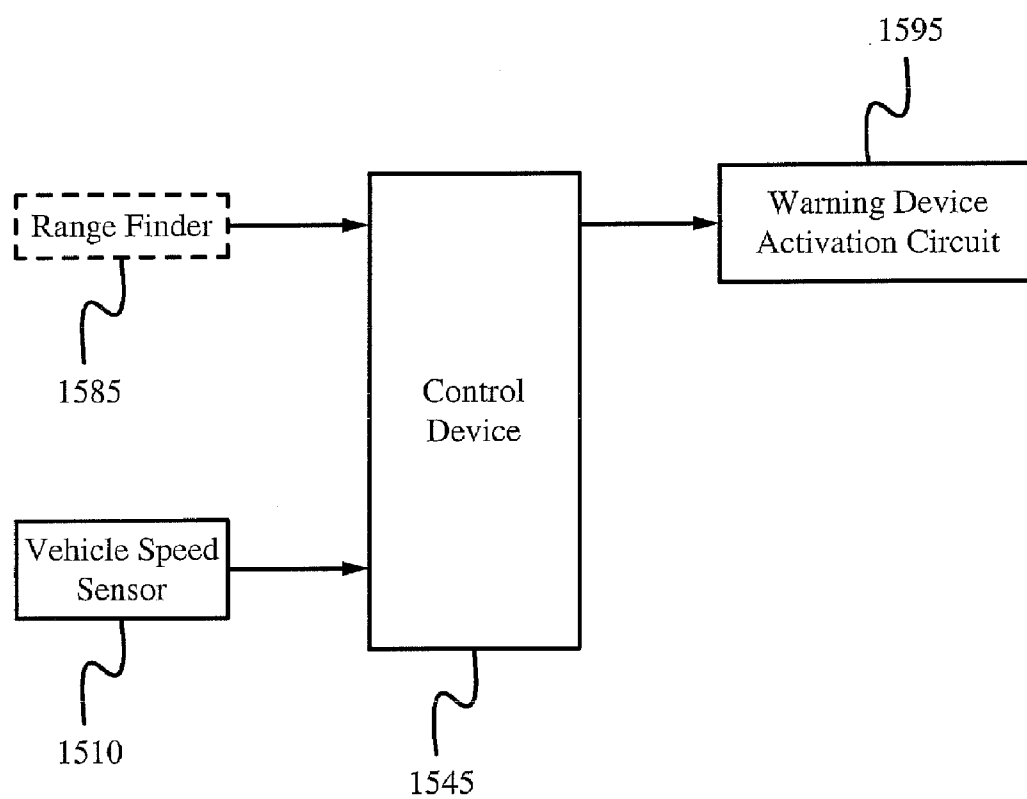 1595
Range Finder
Warning Device
Activation Circuit
1585
Control
Device
Vehicle Speed
Sensor
1510
1545